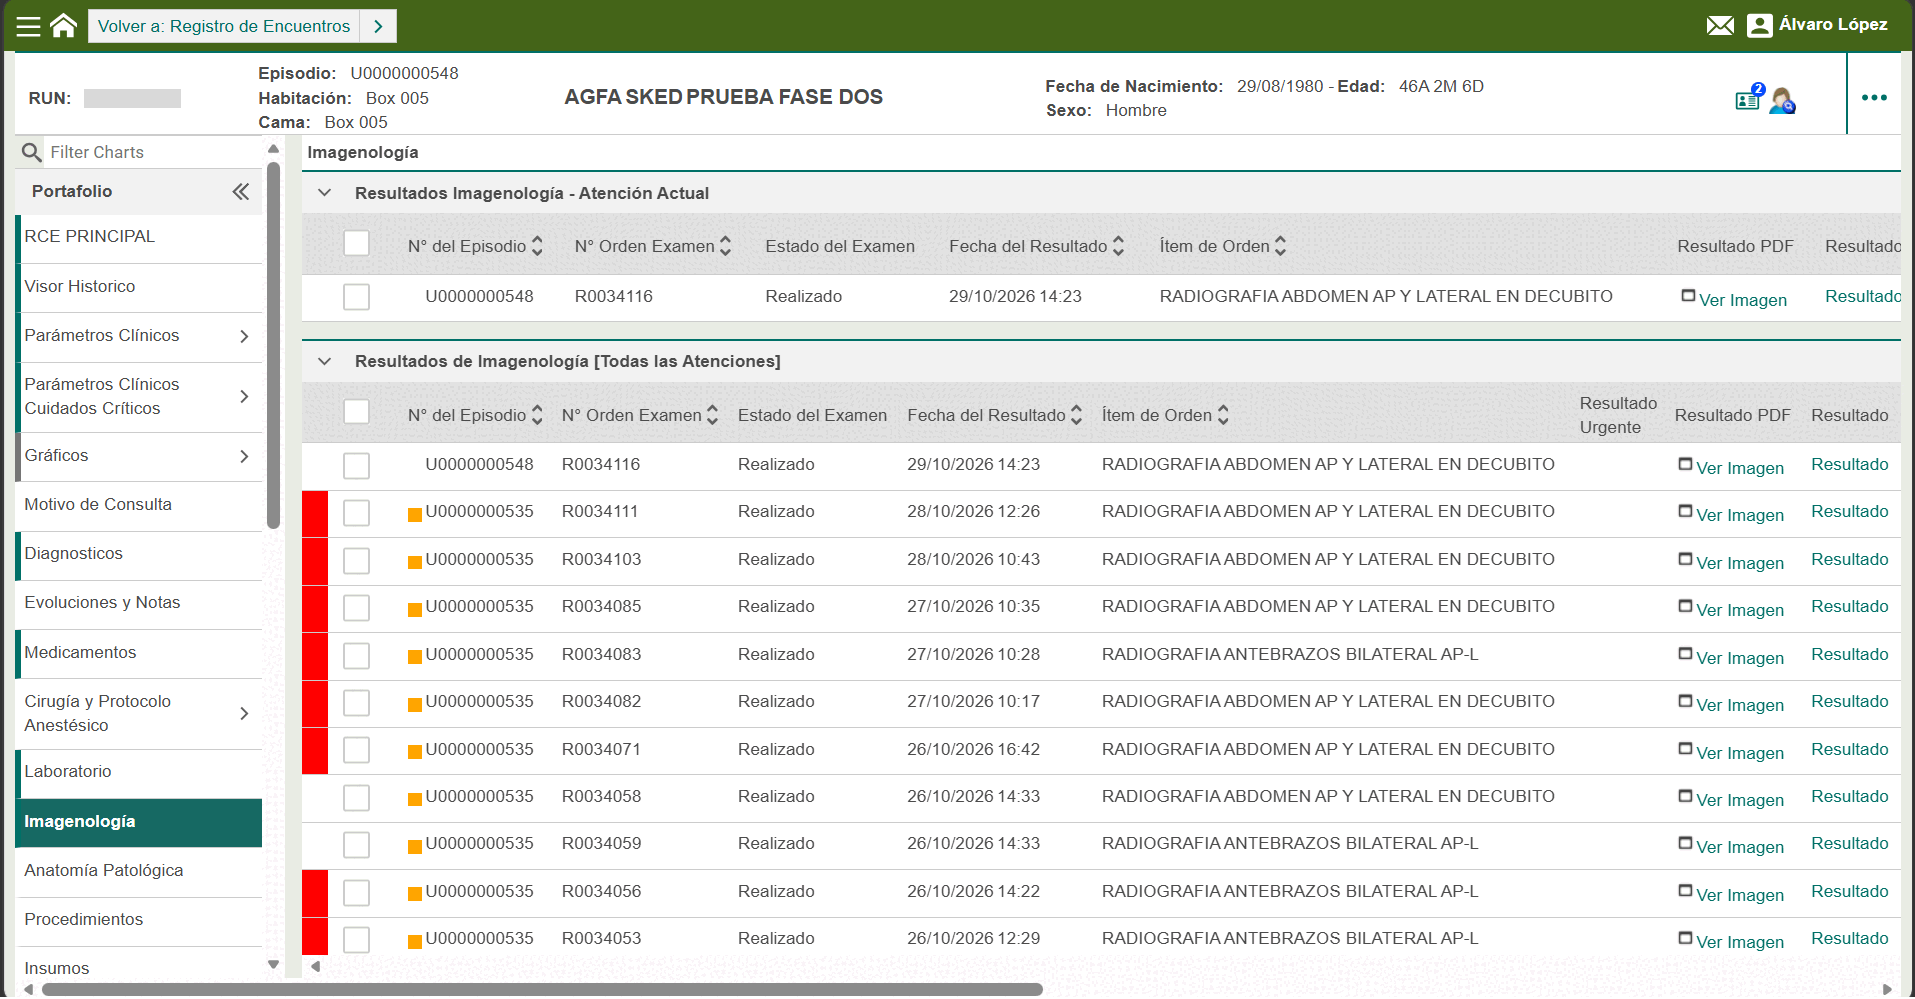 Volver a: Registro de Encuentros
Álvaro López
RUN:
Episodio: U0000000548
Habitación: Box 005
Cama: Box 005
AGFA SKED PRUEBA FASE DOS
Fecha de Nacimiento: 29/08/1980 - Edad: 46A 2M 6D
Sexo: Hombre
2
Filter Charts
Portafolio
RCE PRINCIPAL
Visor Historico
Parámetros Clínicos
Parámetros Clínicos
Cuidados Críticos
Gráficos
Motivo de Consulta
Diagnosticos
Evoluciones y Notas
Medicamentos
Cirugía y Protocolo
Anestésico
Laboratorio
Imagenología
Anatomía Patológica
Procedimientos
Insumos
Imagenología
Resultados Imagenología - Atención Actual
N° del Episodio N° Orden Examen Estado del Examen Fecha del Resultado Ítem de Orden Resultado PDF Resultado
U0000000548 R0034116 Realizado 29/10/2026 14:23 RADIOGRAFIA ABDOMEN AP Y LATERAL EN DECUBITO Ver Imagen Resultado
Resultados de Imagenología [Todas las Atenciones]
N° del Episodio N° Orden Examen Estado del Examen Fecha del Resultado Ítem de Orden Resultado Urgente Resultado PDF Resultado
U0000000548 R0034116 Realizado 29/10/2026 14:23 RADIOGRAFIA ABDOMEN AP Y LATERAL EN DECUBITO Ver Imagen Resultado
U0000000535 R0034111 Realizado 28/10/2026 12:26 RADIOGRAFIA ABDOMEN AP Y LATERAL EN DECUBITO Ver Imagen Resultado
U0000000535 R0034103 Realizado 28/10/2026 10:43 RADIOGRAFIA ABDOMEN AP Y LATERAL EN DECUBITO Ver Imagen Resultado
U0000000535 R0034085 Realizado 27/10/2026 10:35 RADIOGRAFIA ABDOMEN AP Y LATERAL EN DECUBITO Ver Imagen Resultado
U0000000535 R0034083 Realizado 27/10/2026 10:28 RADIOGRAFIA ANTEBRAZOS BILATERAL AP-L Ver Imagen Resultado
U0000000535 R0034082 Realizado 27/10/2026 10:17 RADIOGRAFIA ABDOMEN AP Y LATERAL EN DECUBITO Ver Imagen Resultado
U0000000535 R0034071 Realizado 26/10/2026 16:42 RADIOGRAFIA ABDOMEN AP Y LATERAL EN DECUBITO Ver Imagen Resultado
U0000000535 R0034058 Realizado 26/10/2026 14:33 RADIOGRAFIA ABDOMEN AP Y LATERAL EN DECUBITO Ver Imagen Resultado
U0000000535 R0034059 Realizado 26/10/2026 14:33 RADIOGRAFIA ANTEBRAZOS BILATERAL AP-L Ver Imagen Resultado
U0000000535 R0034056 Realizado 26/10/2026 14:22 RADIOGRAFIA ANTEBRAZOS BILATERAL AP-L Ver Imagen Resultado
U0000000535 R0034053 Realizado 26/10/2026 12:29 RADIOGRAFIA ANTEBRAZOS BILATERAL AP-L Ver Imagen Resultado